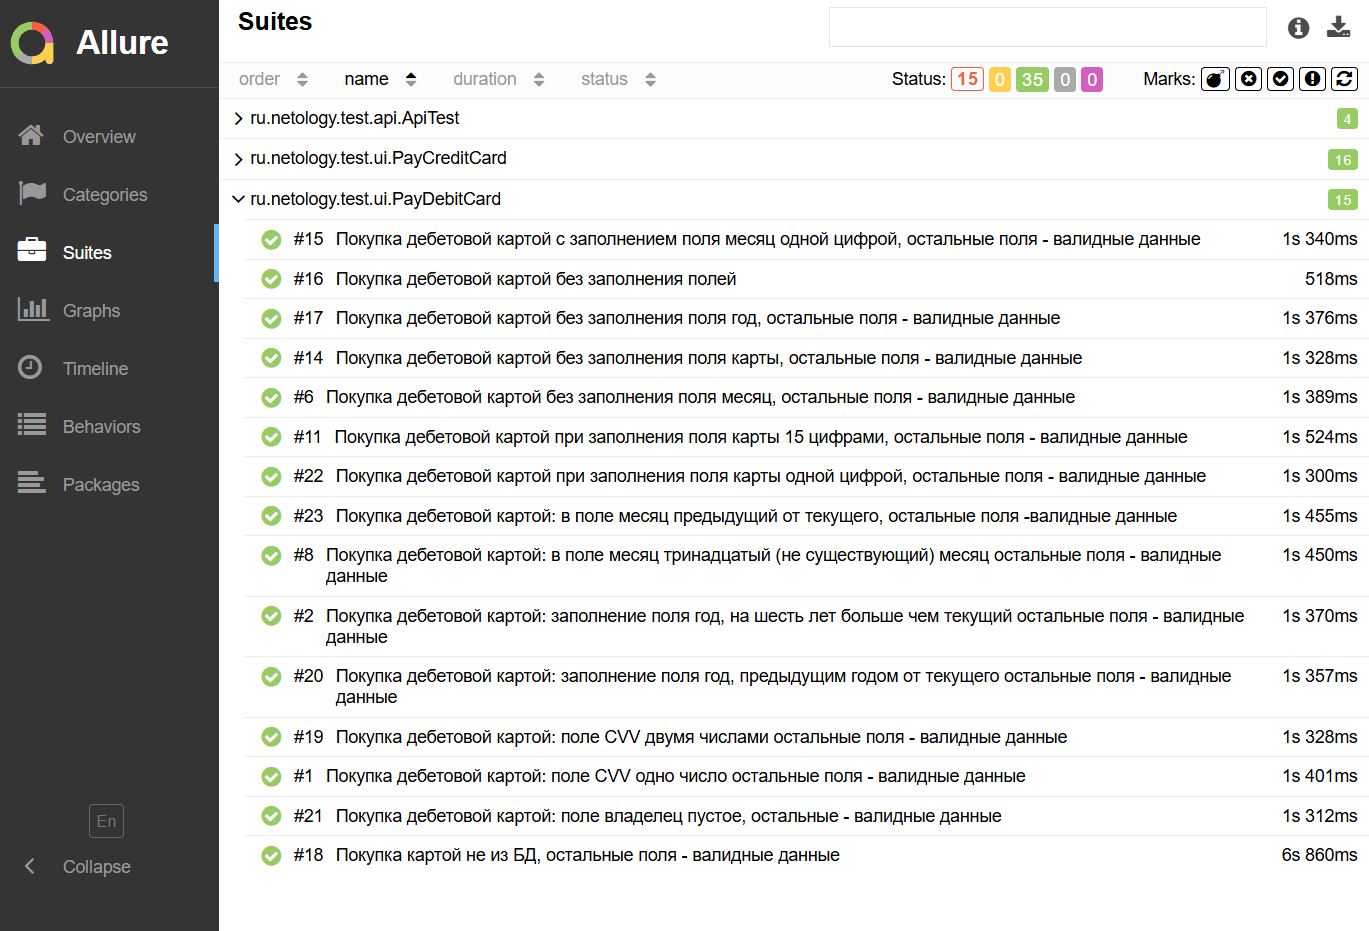 Allure
Overview
Categories
Suites
Graphs
Timeline
Behaviors
Packages
En
Collapse
Suites
order name duration status Status: 15 0 35 0 0 Marks:
ru.netology.test.api.ApiTest 4
ru.netology.test.ui.PayCreditCard 16
ru.netology.test.ui.PayDebitCard 15
#15 Покупка дебетовой картой с заполнением поля месяц одной цифрой, остальные поля - валидные данные 1s 340ms
#16 Покупка дебетовой картой без заполнения полей 518ms
#17 Покупка дебетовой картой без заполнения поля год, остальные поля - валидные данные 1s 376ms
#14 Покупка дебетовой картой без заполнения поля карты, остальные поля - валидные данные 1s 328ms
#6 Покупка дебетовой картой без заполнения поля месяц, остальные поля - валидные данные 1s 389ms
#11 Покупка дебетовой картой при заполнения поля карты 15 цифрами, остальные поля - валидные данные 1s 524ms
#22 Покупка дебетовой картой при заполнения поля карты одной цифрой, остальные поля - валидные данные 1s 300ms
#23 Покупка дебетовой картой: в поле месяц предыдущий от текущего, остальные поля -валидные данные 1s 455ms
#8 Покупка дебетовой картой: в поле месяц тринадцатый (не существующий) месяц остальные поля - валидные 1s 450ms
данные
#2 Покупка дебетовой картой: заполнение поля год, на шесть лет больше чем текущий остальные поля - валидные 1s 370ms
данные
#20 Покупка дебетовой картой: заполнение поля год, предыдущим годом от текущего остальные поля - валидные 1s 357ms
данные
#19 Покупка дебетовой картой: поле CVV двумя числами остальные поля - валидные данные 1s 328ms
#1 Покупка дебетовой картой: поле CVV одно число остальные поля - валидные данные 1s 401ms
#21 Покупка дебетовой картой: поле владелец пустое, остальные - валидные данные 1s 312ms
#18 Покупка картой не из БД, остальные поля - валидные данные 6s 860ms